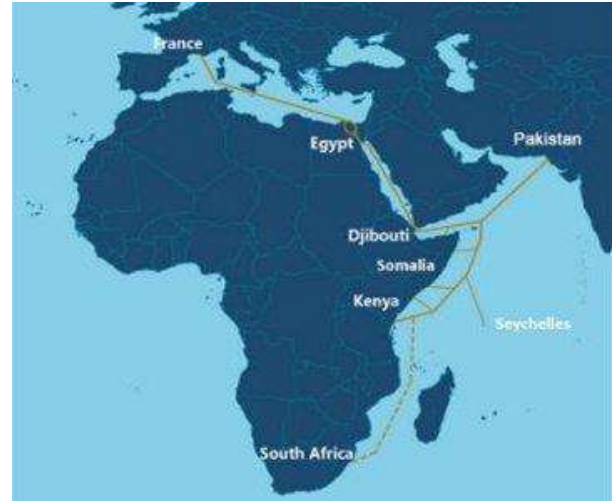 France
Egypt
Pakistan
Djibouti
Somalia
Kenya
Seychelles
South Africa